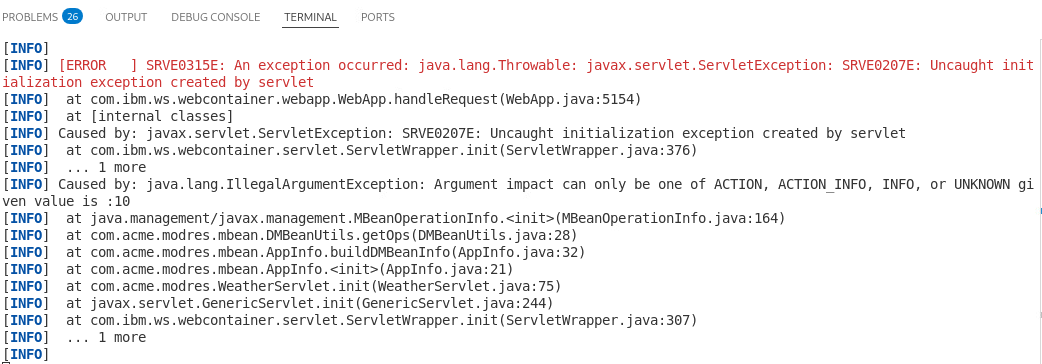 PROBLEMS 26 OUTPUT DEBUG CONSOLE TERMINAL PORTS
[INFO]
[INFO] [ERROR   ] SRVE0315E: An exception occurred: java.lang.Throwable: javax.servlet.ServletException: SRVE0207E: Uncaught init
ialization exception created by servlet
[INFO]  at com.ibm.ws.webcontainer.webapp.WebApp.handleRequest(WebApp.java:5154)
[INFO]  at [internal classes]
[INFO] Caused by: javax.servlet.ServletException: SRVE0207E: Uncaught initialization exception created by servlet
[INFO]  at com.ibm.ws.webcontainer.servlet.ServletWrapper.init(ServletWrapper.java:376)
[INFO]  ... 1 more
[INFO] Caused by: java.lang.IllegalArgumentException: Argument impact can only be one of ACTION, ACTION_INFO, INFO, or UNKNOWN gi
ven value is :10
[INFO]  at java.management/javax.management.MBeanOperationInfo.<init>(MBeanOperationInfo.java:164)
[INFO]  at com.acme.modres.mbean.DMBeanUtils.getOps(DMBeanUtils.java:28)
[INFO]  at com.acme.modres.mbean.AppInfo.buildDMBeanInfo(AppInfo.java:32)
[INFO]  at com.acme.modres.mbean.AppInfo.<init>(AppInfo.java:21)
[INFO]  at com.acme.modres.WeatherServlet.init(WeatherServlet.java:75)
[INFO]  at javax.servlet.GenericServlet.init(GenericServlet.java:244)
[INFO]  at com.ibm.ws.webcontainer.servlet.ServletWrapper.init(ServletWrapper.java:307)
[INFO]  ... 1 more
[INFO]